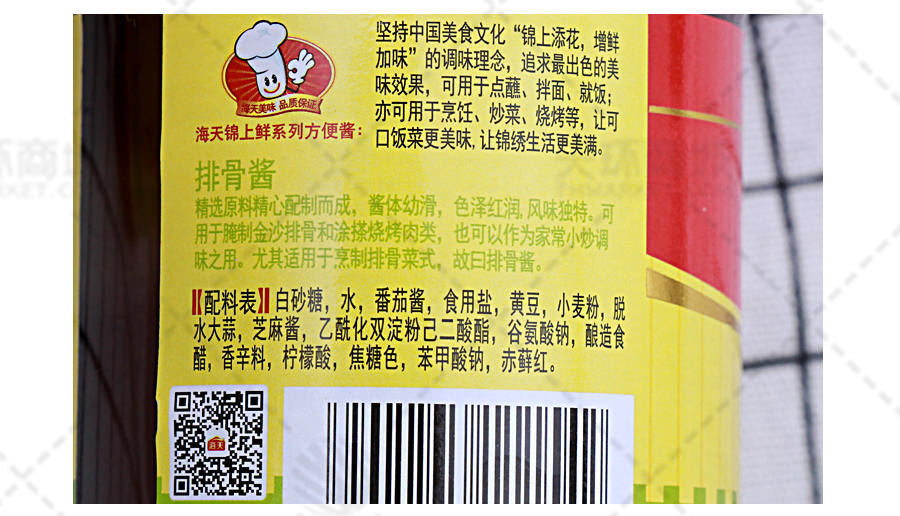 坚持中国美食文化“锦上添花，增鲜
加味”的调味理念，追求最出色的美
味效果，可用于点蘸、拌面、就饭；
亦可用于烹饪、炒菜、烧烤等，让可
口饭菜更美味，让锦绣生活更美满。
海天美味 品质保证
海天锦上鲜系列方便酱：
排骨酱
精选原料精心配制而成，酱体幼滑，色泽红润，风味独特。可
用于腌制金沙排骨和涂搽烧烤肉类，也可以作为家常小炒调
味之用。尤其适用于烹制排骨菜式，故曰排骨酱。
【配料表】白砂糖，水，番茄酱，食用盐，黄豆，小麦粉，脱
水大蒜，芝麻酱，乙酰化双淀粉己二酸酯，谷氨酸钠，酿造食
醋，香辛料，柠檬酸，焦糖色，苯甲酸钠，赤藓红。
海天